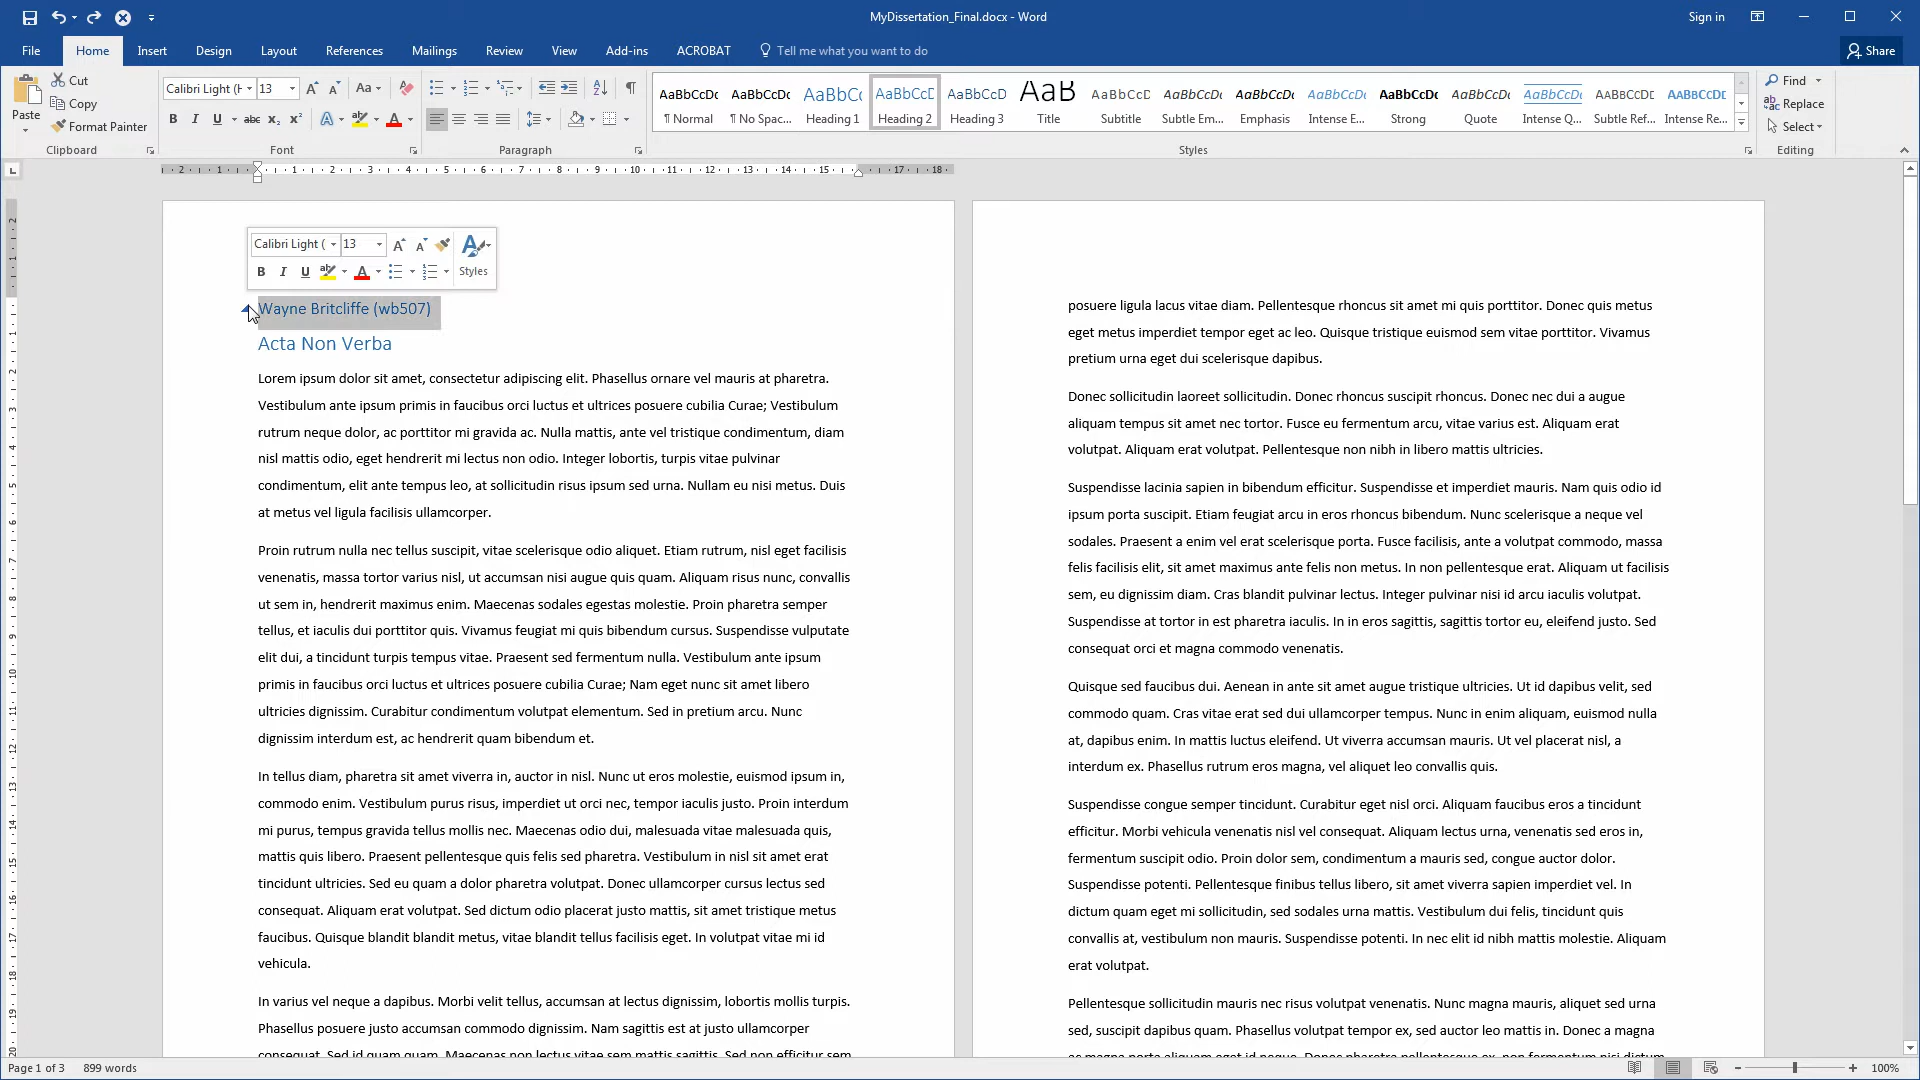 MyDissertation_Final.docx - Word
Sign in
File Home Insert Design Layout References Mailings Review View Add-ins ACROBAT Tell me what you want to do
Share
Paste
Cut
Copy
Format Painter
Clipboard
Calibri Light (H 13
Font
Paragraph
AaBbCcDc AaBbCcDc AaBbCc AaBbCcD AaBbCcD AaB AaBbCcD AaBbCcDc AaBbCcDc AaBbCcDc AaBbCcDc AaBbCcDc AaBbCcDc AABBCCDC AABBCCDC
¶ Normal ¶ No Spac... Heading 1 Heading 2 Heading 3 Title Subtitle Subtle Em... Emphasis Intense E... Strong Quote Intense Q... Subtle Ref... Intense Re...
Styles
Find
Replace
Select
Editing
Calibri Light ( 13
B I U Styles
Wayne Britcliffe (wb507)
Acta Non Verba
Lorem ipsum dolor sit amet, consectetur adipiscing elit. Phasellus ornare vel mauris at pharetra.
Vestibulum ante ipsum primis in faucibus orci luctus et ultrices posuere cubilia Curae; Vestibulum
rutrum neque dolor, ac porttitor mi gravida ac. Nulla mattis, ante vel tristique condimentum, diam
nisl mattis odio, eget hendrerit mi lectus non odio. Integer lobortis, turpis vitae pulvinar
condimentum, elit ante tempus leo, at sollicitudin risus ipsum sed urna. Nullam eu nisi metus. Duis
at metus vel ligula facilisis ullamcorper.
Proin rutrum nulla nec tellus suscipit, vitae scelerisque odio aliquet. Etiam rutrum, nisl eget facilisis
venenatis, massa tortor varius nisl, ut accumsan nisi augue quis quam. Aliquam risus nunc, convallis
ut sem in, hendrerit maximus enim. Maecenas sodales egestas molestie. Proin pharetra semper
tellus, et iaculis dui porttitor quis. Vivamus feugiat mi quis bibendum cursus. Suspendisse vulputate
elit dui, a tincidunt turpis tempus vitae. Praesent sed fermentum nulla. Vestibulum ante ipsum
primis in faucibus orci luctus et ultrices posuere cubilia Curae; Nam eget nunc sit amet libero
ultricies dignissim. Curabitur condimentum volutpat elementum. Sed in pretium arcu. Nunc
dignissim interdum est, ac hendrerit quam bibendum et.
In tellus diam, pharetra sit amet viverra in, auctor in nisl. Nunc ut eros molestie, euismod ipsum in,
commodo enim. Vestibulum purus risus, imperdiet ut orci nec, tempor iaculis justo. Proin interdum
mi purus, tempus gravida tellus mollis nec. Maecenas odio dui, malesuada vitae malesuada quis,
mattis quis libero. Praesent pellentesque quis felis sed pharetra. Vestibulum in nisl sit amet erat
tincidunt ultricies. Sed eu quam a dolor pharetra volutpat. Donec ullamcorper cursus lectus sed
consequat. Aliquam erat volutpat. Sed dictum odio placerat justo mattis, sit amet tristique metus
faucibus. Quisque blandit blandit metus, vitae blandit tellus facilisis eget. In volutpat vitae mi id
vehicula.
In varius vel neque a dapibus. Morbi velit tellus, accumsan at lectus dignissim, lobortis mollis turpis.
Phasellus posuere justo accumsan commodo dignissim. Nam sagittis est at justo ullamcorper
consequat. Sed id quam quam. Maecenas non lectus vitae sem mattis sagittis. Sed non efficitur sem
posuere ligula lacus vitae diam. Pellentesque rhoncus sit amet mi quis porttitor. Donec quis metus
eget metus imperdiet tempor eget ac leo. Quisque tristique euismod sem vitae porttitor. Vivamus
pretium urna eget dui scelerisque dapibus.
Donec sollicitudin laoreet sollicitudin. Donec rhoncus suscipit rhoncus. Donec nec dui a augue
aliquam tempus sit amet nec tortor. Fusce eu fermentum arcu, vitae varius est. Aliquam erat
volutpat. Aliquam erat volutpat. Pellentesque non nibh in libero mattis ultricies.
Suspendisse lacinia sapien in bibendum efficitur. Suspendisse et imperdiet mauris. Nam quis odio id
ipsum porta suscipit. Etiam feugiat arcu in eros rhoncus bibendum. Nunc scelerisque a neque vel
sodales. Praesent a enim vel erat scelerisque porta. Fusce facilisis, ante a volutpat commodo, massa
felis facilisis elit, sit amet maximus ante felis non metus. In non pellentesque erat. Aliquam ut facilisis
sem, eu dignissim diam. Cras blandit pulvinar lectus. Integer pulvinar nisi id arcu iaculis volutpat.
Suspendisse at tortor in est pharetra iaculis. In in eros sagittis, sagittis tortor eu, eleifend justo. Sed
consequat orci et magna commodo venenatis.
Quisque sed faucibus dui. Aenean in ante sit amet augue tristique ultricies. Ut id dapibus velit, sed
commodo quam. Cras vitae erat sed dui ullamcorper tempus. Nunc in enim aliquam, euismod nulla
at, dapibus enim. In mattis luctus eleifend. Ut viverra accumsan mauris. Ut vel placerat nisl, a
interdum ex. Phasellus rutrum eros magna, vel aliquet leo convallis quis.
Suspendisse congue semper tincidunt. Curabitur eget nisl orci. Aliquam faucibus eros a tincidunt
efficitur. Morbi vehicula venenatis nisl vel consequat. Aliquam lectus urna, venenatis sed eros in,
fermentum suscipit odio. Proin dolor sem, condimentum a mauris sed, congue auctor dolor.
Suspendisse potenti. Pellentesque finibus tellus libero, sit amet viverra sapien imperdiet vel. In
dictum quam eget mi sollicitudin, sed sodales urna mattis. Vestibulum dui felis, tincidunt quis
convallis at, vestibulum non mauris. Suspendisse potenti. In nec elit id nibh mattis molestie. Aliquam
erat volutpat.
Pellentesque sollicitudin mauris nec risus volutpat venenatis. Nunc magna mauris, aliquet sed urna
sed, suscipit dapibus quam. Phasellus volutpat tempor ex, sed auctor leo mattis in. Donec a magna
Page 1 of 3 899 words
100%